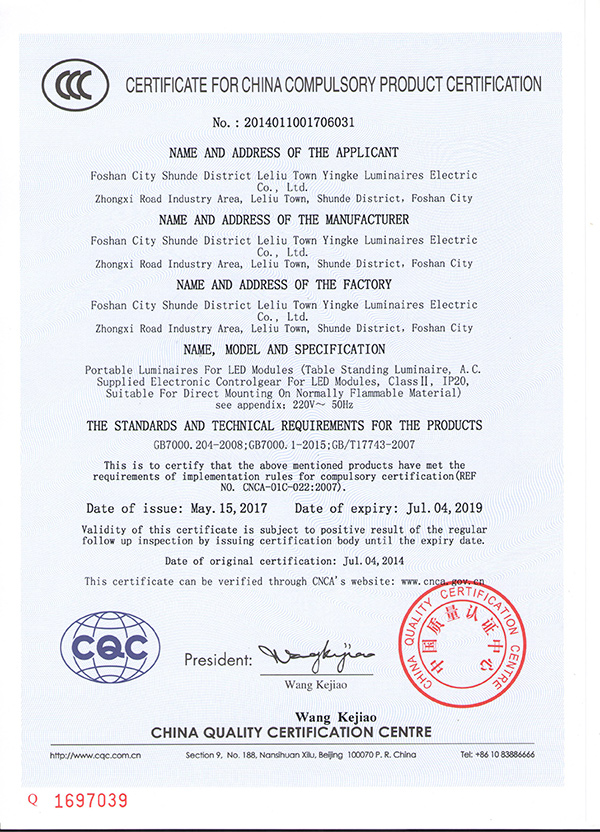 CCC
CERTIFICATE FOR CHINA COMPULSORY PRODUCT CERTIFICATION
No. : 2014011001706031
NAME AND ADDRESS OF THE APPLICANT
Foshan City Shunde District Leliu Town Yingke Luminaires Electric
Co., Ltd.
Zhongxi Road Industry Area, Leliu Town, Shunde District, Foshan City
NAME AND ADDRESS OF THE MANUFACTURER
Foshan City Shunde District Leliu Town Yingke Luminaires Electric
Co., Ltd.
Zhongxi Road Industry Area, Leliu Town, Shunde District, Foshan City
NAME AND ADDRESS OF THE FACTORY
Foshan City Shunde District Leliu Town Yingke Luminaires Electric
Co., Ltd.
Zhongxi Road Industry Area, Leliu Town, Shunde District, Foshan City
NAME, MODEL AND SPECIFICATION
Portable Luminaires For LED Modules (Table Standing Luminaire, A.C.
Supplied Electronic Controlgear For LED Modules, ClassⅡ, IP20,
Suitable For Direct Mounting On Normally Flammable Material)
see appendix: 220V~ 50Hz
THE STANDARDS AND TECHNICAL REQUIREMENTS FOR THE PRODUCTS
GB7000.204-2008;GB7000.1-2015;GB/T17743-2007
This is to certify that the above mentioned products have met the
requirements of implementation rules for compulsory certification(REF
NO. CNCA-01C-022:2007).
Date of issue: May.15,2017 Date of expiry: Jul.04,2019
Validity of this certificate is subject to positive result of the regular
follow up inspection by issuing certification body until the expiry date.
Date of original certification: Jul.04,2014
This certificate can be verified through CNCA's website: www.cnca.gov.cn
CHINA QUALITY CERTIFICATION CENTRE
中国质量认证中心
CQC
President: Wangkejiao
Wang Kejiao
Wang Kejiao
CHINA QUALITY CERTIFICATION CENTRE
http://www.cqc.com.cn Section 9, No. 188, Nansihuan Xilu, Beijing 100070 P. R. China Tel: +86 10 83886666
Q 1697039